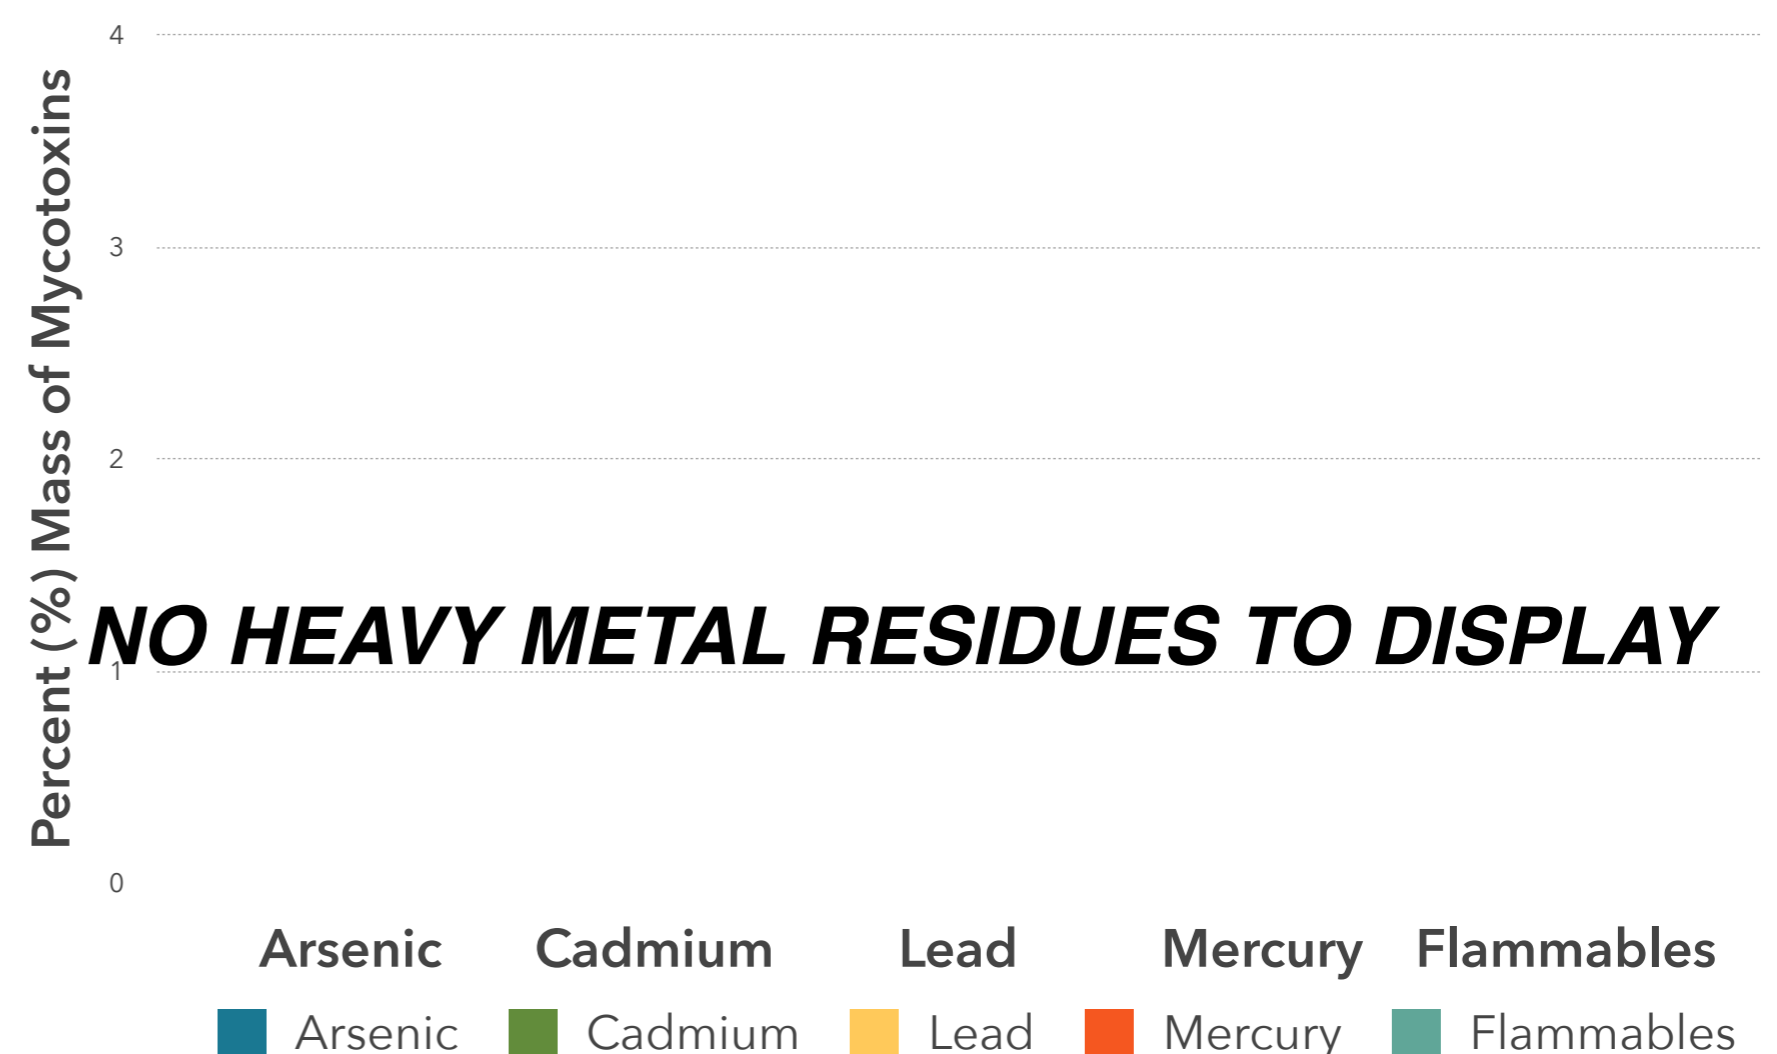 Percent (%) Mass of Mycotoxins
4
3
2
NO HEAVY METAL RESIDUES TO DISPLAY
1
0
Arsenic Cadmium Lead Mercury Flammables
Arsenic Cadmium Lead Mercury Flammables